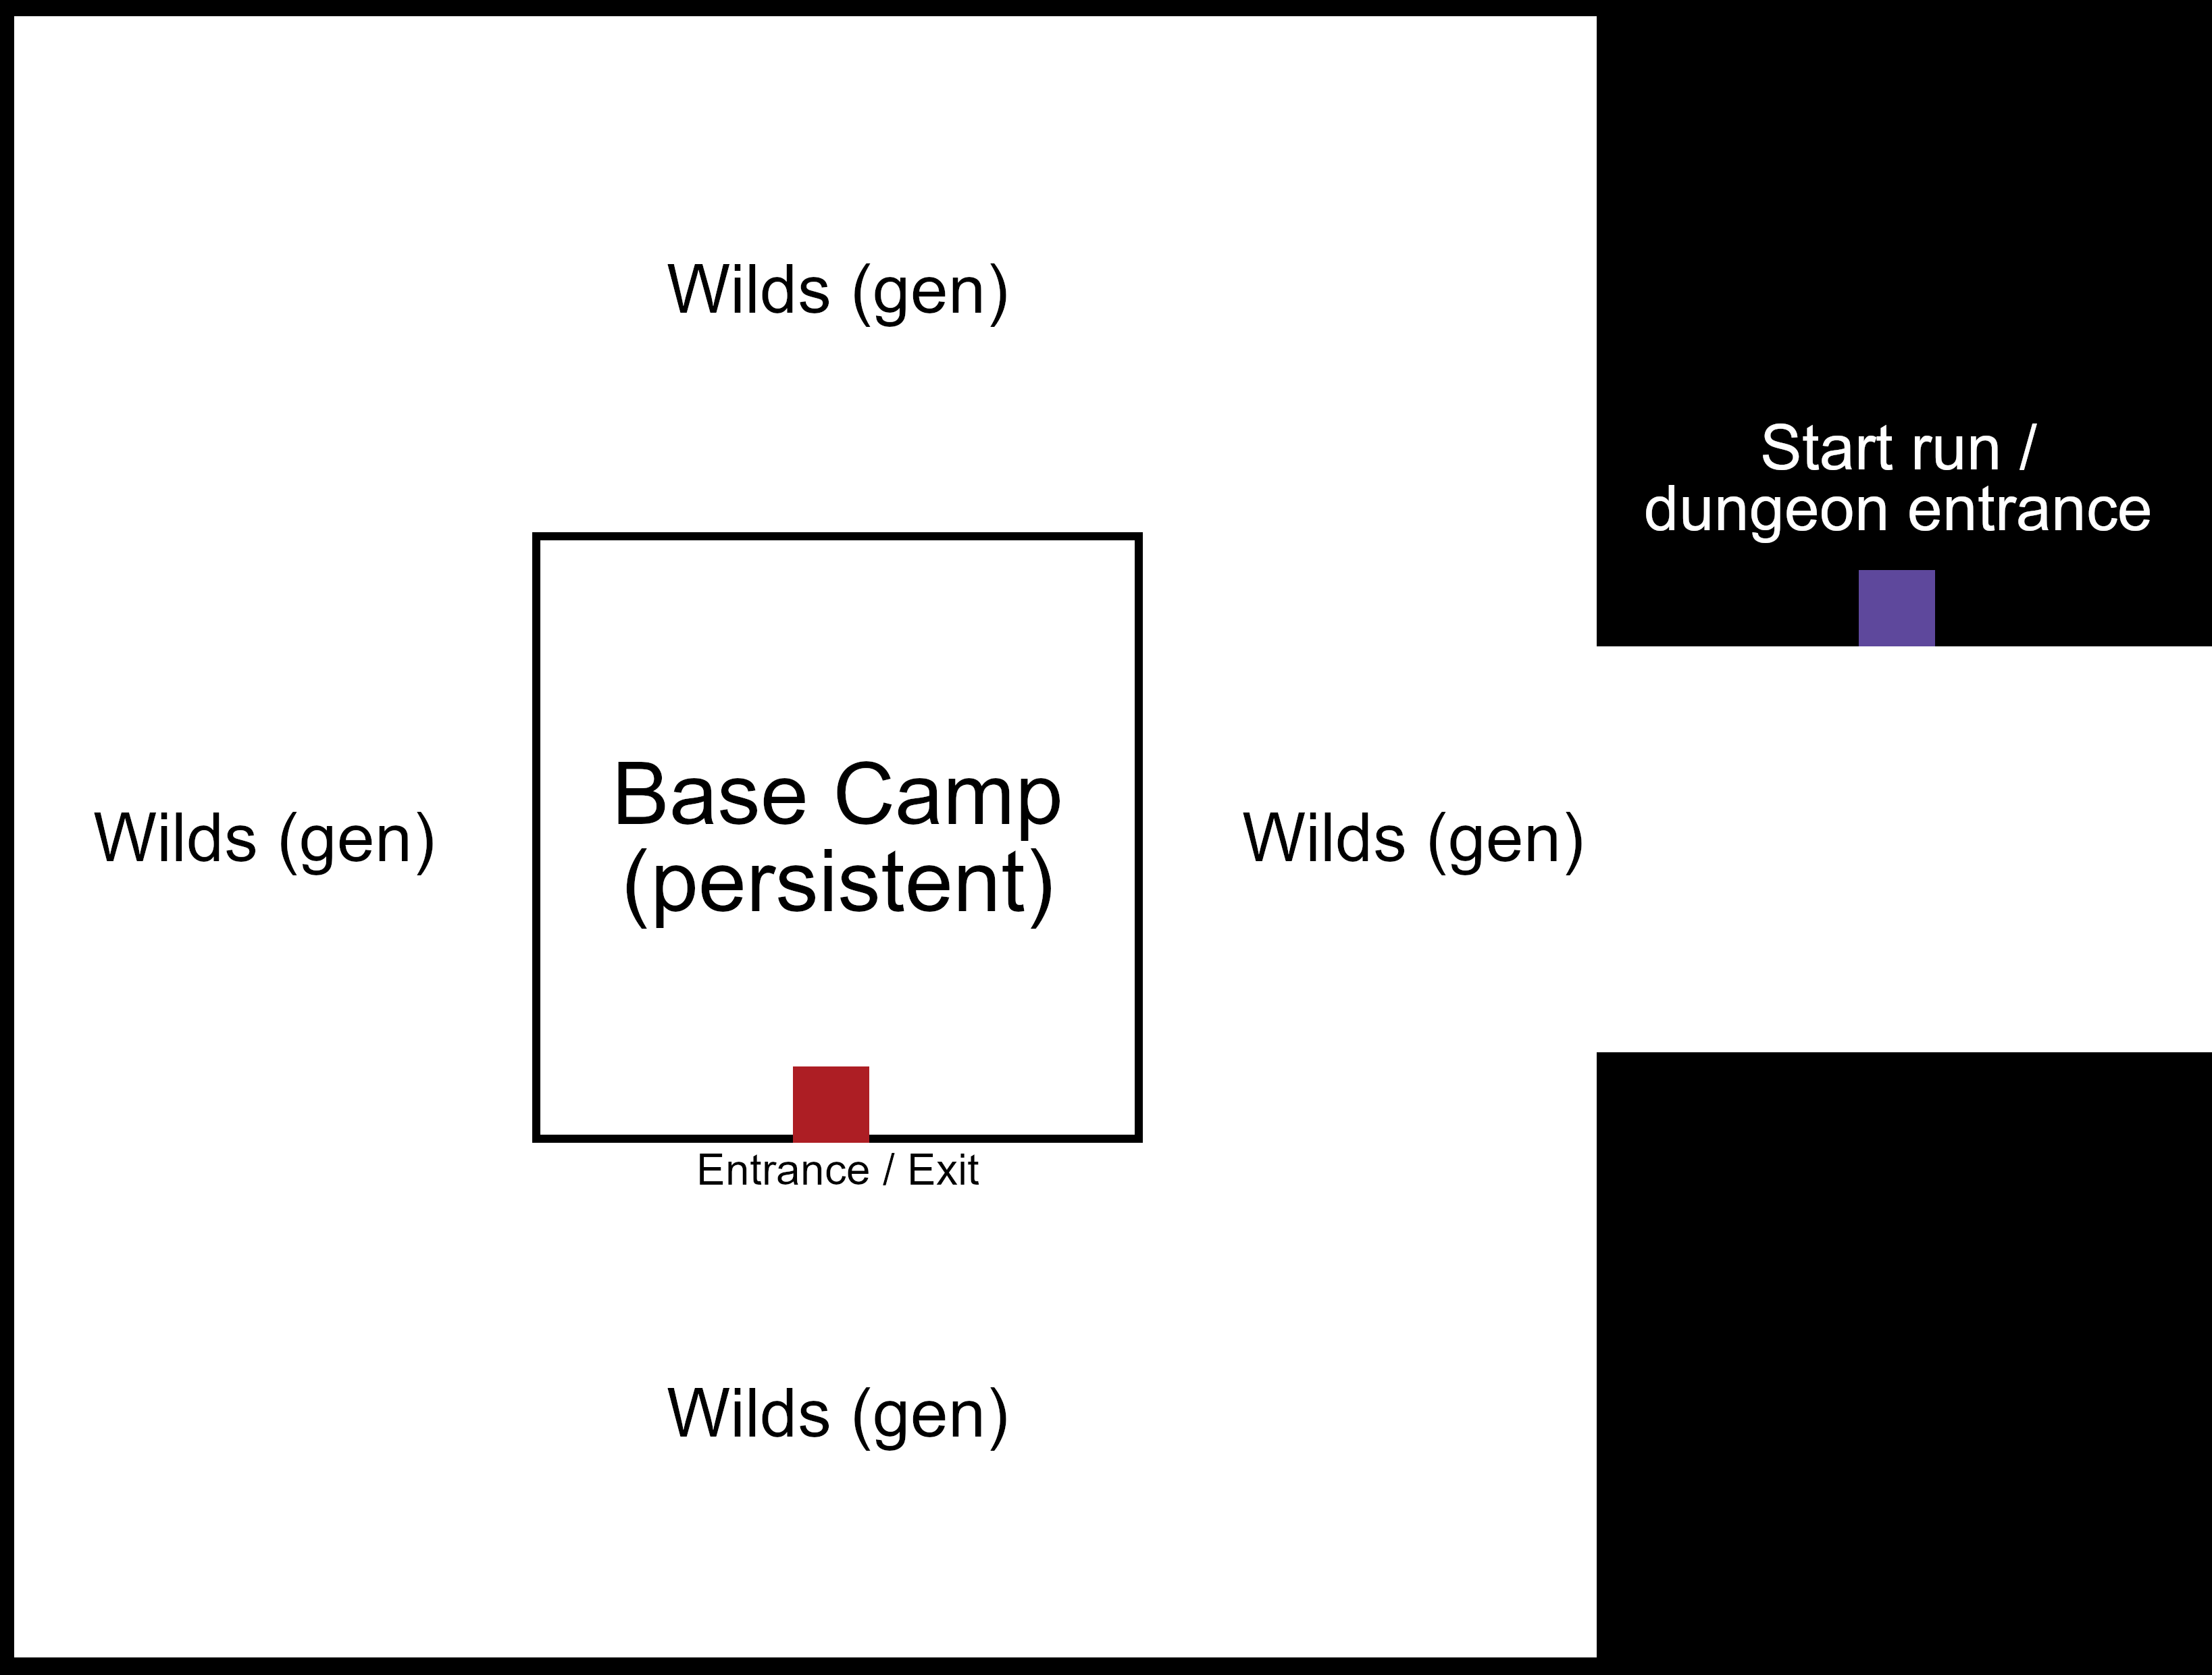 Wilds (gen)
Start run /
dungeon entrance
Base Camp
(persistent)
Wilds (gen)
Wilds (gen)
Entrance / Exit
Wilds (gen)